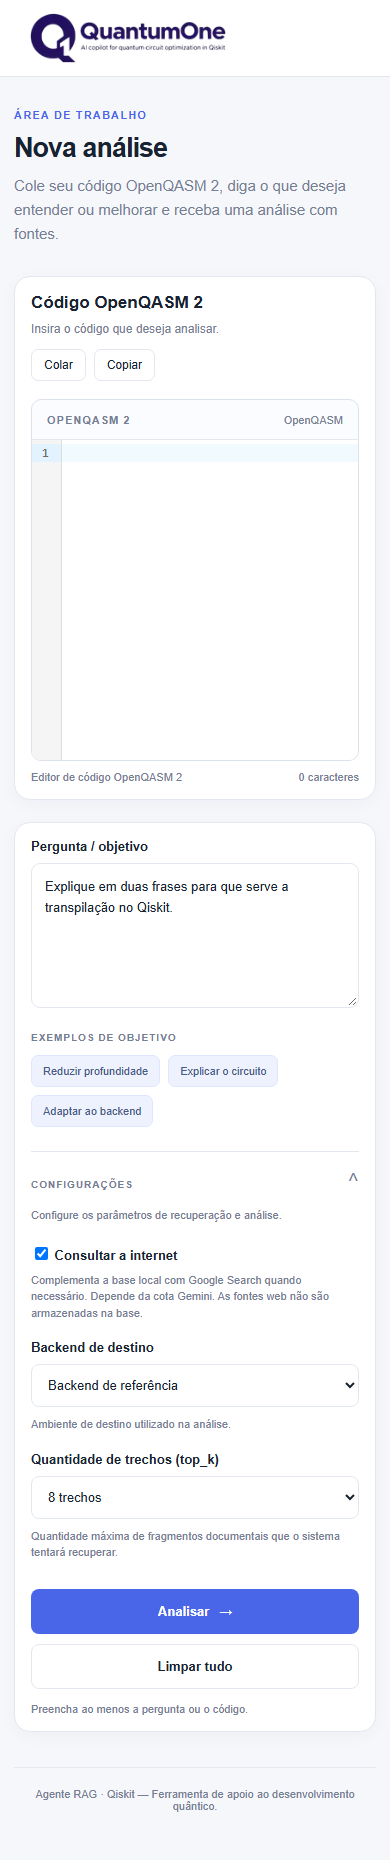 QuantumOne
AI copilot for quantum circuit optimization in Qiskit
ÁREA DE TRABALHO
Nova análise
Cole seu código OpenQASM 2, diga o que deseja
entender ou melhorar e receba uma análise com
fontes.
Código OpenQASM 2
Insira o código que deseja analisar.
Colar Copiar
OPENQASM 2 OpenQASM
1
Editor de código OpenQASM 2 0 caracteres
Pergunta / objetivo
Explique em duas frases para que serve a
transpilação no Qiskit.
EXEMPLOS DE OBJETIVO
Reduzir profundidade Explicar o circuito
Adaptar ao backend
CONFIGURAÇÕES
Configure os parâmetros de recuperação e análise.
Consultar a internet
Complementa a base local com Google Search quando
necessário. Depende da cota Gemini. As fontes web não são
armazenadas na base.
Backend de destino
Backend de referência
Ambiente de destino utilizado na análise.
Quantidade de trechos (top_k)
8 trechos
Quantidade máxima de fragmentos documentais que o sistema
tentará recuperar.
Analisar →
Limpar tudo
Preencha ao menos a pergunta ou o código.
Agente RAG · Qiskit — Ferramenta de apoio ao desenvolvimento
quântico.